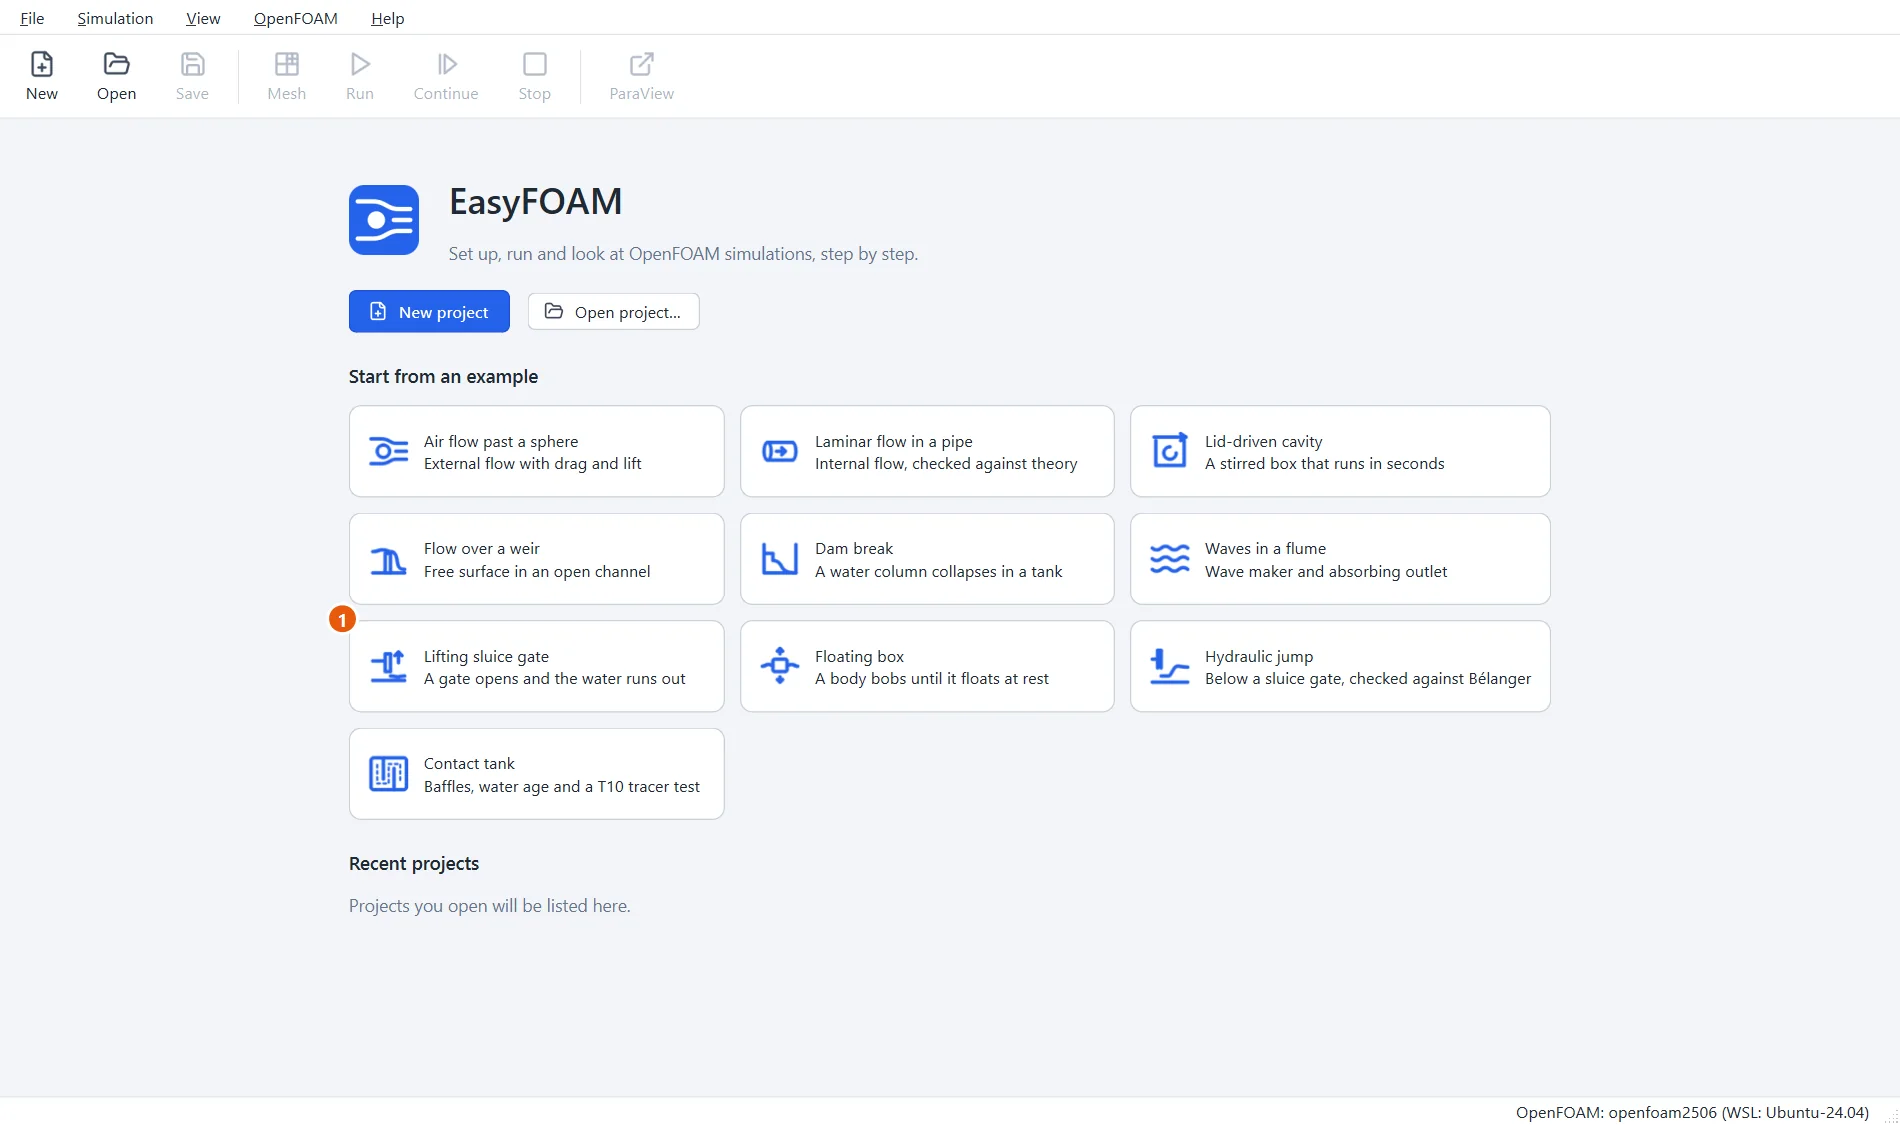 File Simulation View OpenFOAM Help
New Open Save Mesh Run Continue Stop ParaView
EasyFOAM
Set up, run and look at OpenFOAM simulations, step by step.
New project Open project...
Start from an example
Air flow past a sphere
External flow with drag and lift
Laminar flow in a pipe
Internal flow, checked against theory
Lid-driven cavity
A stirred box that runs in seconds
Flow over a weir
Free surface in an open channel
Dam break
A water column collapses in a tank
Waves in a flume
Wave maker and absorbing outlet
1
Lifting sluice gate
A gate opens and the water runs out
Floating box
A body bobs until it floats at rest
Hydraulic jump
Below a sluice gate, checked against Bélanger
Contact tank
Baffles, water age and a T10 tracer test
Recent projects
Projects you open will be listed here.
OpenFOAM: openfoam2506 (WSL: Ubuntu-24.04)